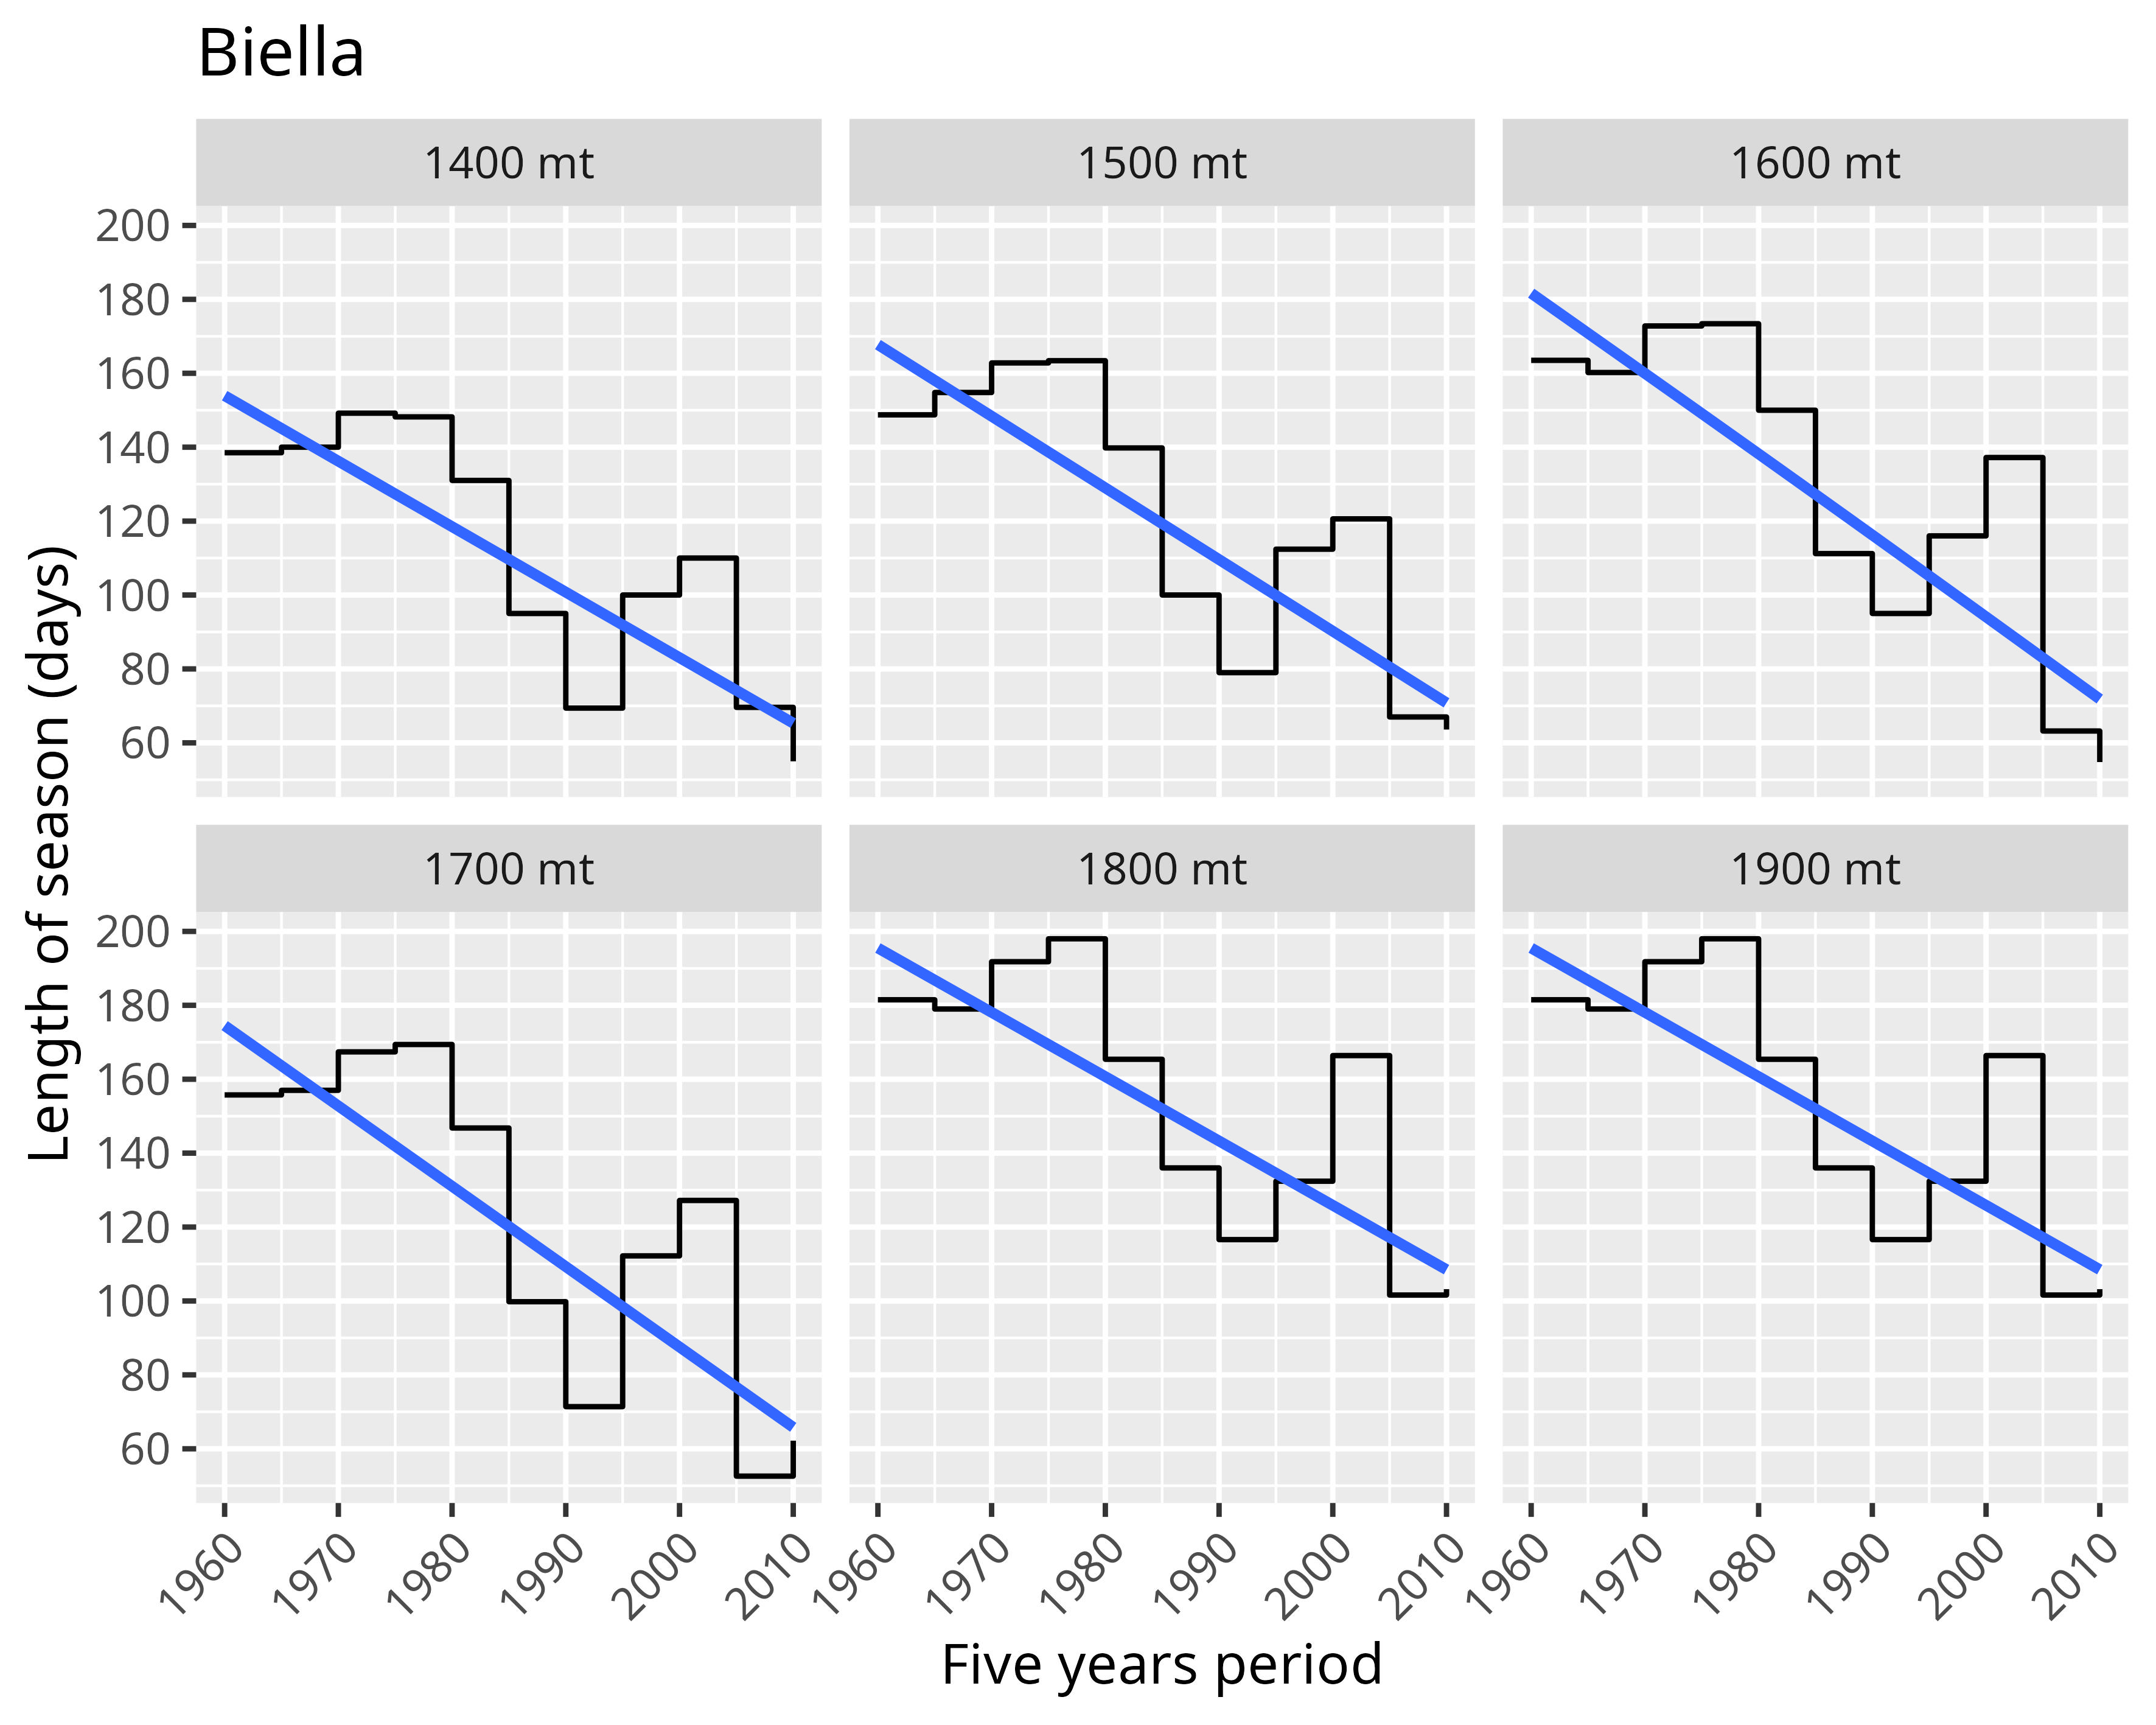 Biella
1400 mt
1500 mt
1600 mt
200
180
160
140
120
100
80
60
1700 mt
1800 mt
1900 mt
200
180
160
140
120
100
80
60
Length of season (days)
1960 1970 1980 1990 2000 2010 1960 1970 1980 1990 2000 2010 1960 1970 1980 1990 2000 2010
Five years period